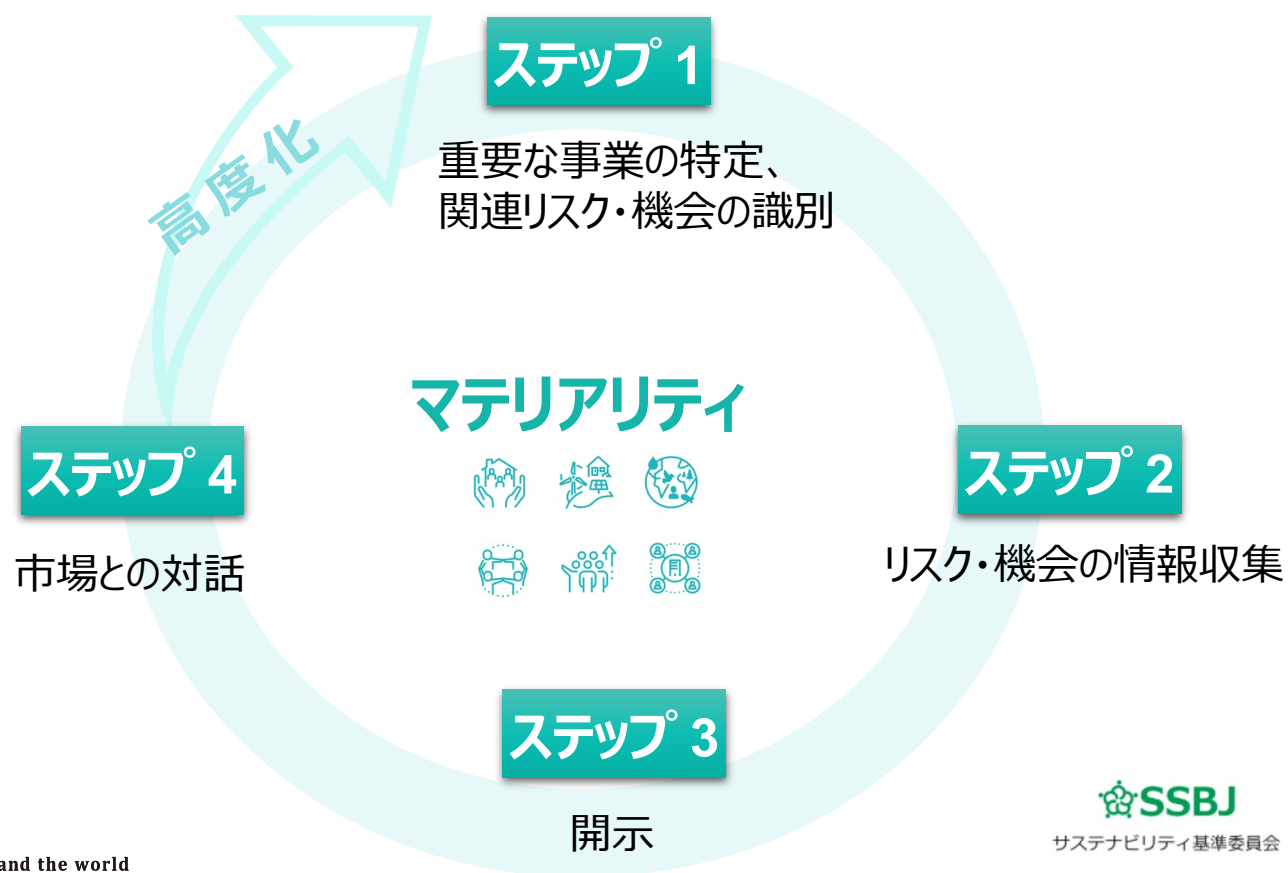 ステップ 1
重要な事業の特定、
関連リスク・機会の識別
高度化
マテリアリティ
ステップ 4
市場との対話
ステップ 2
リスク・機会の情報収集
ステップ 3
開示
SSBJ
サステナビリティ基準委員会
and the world